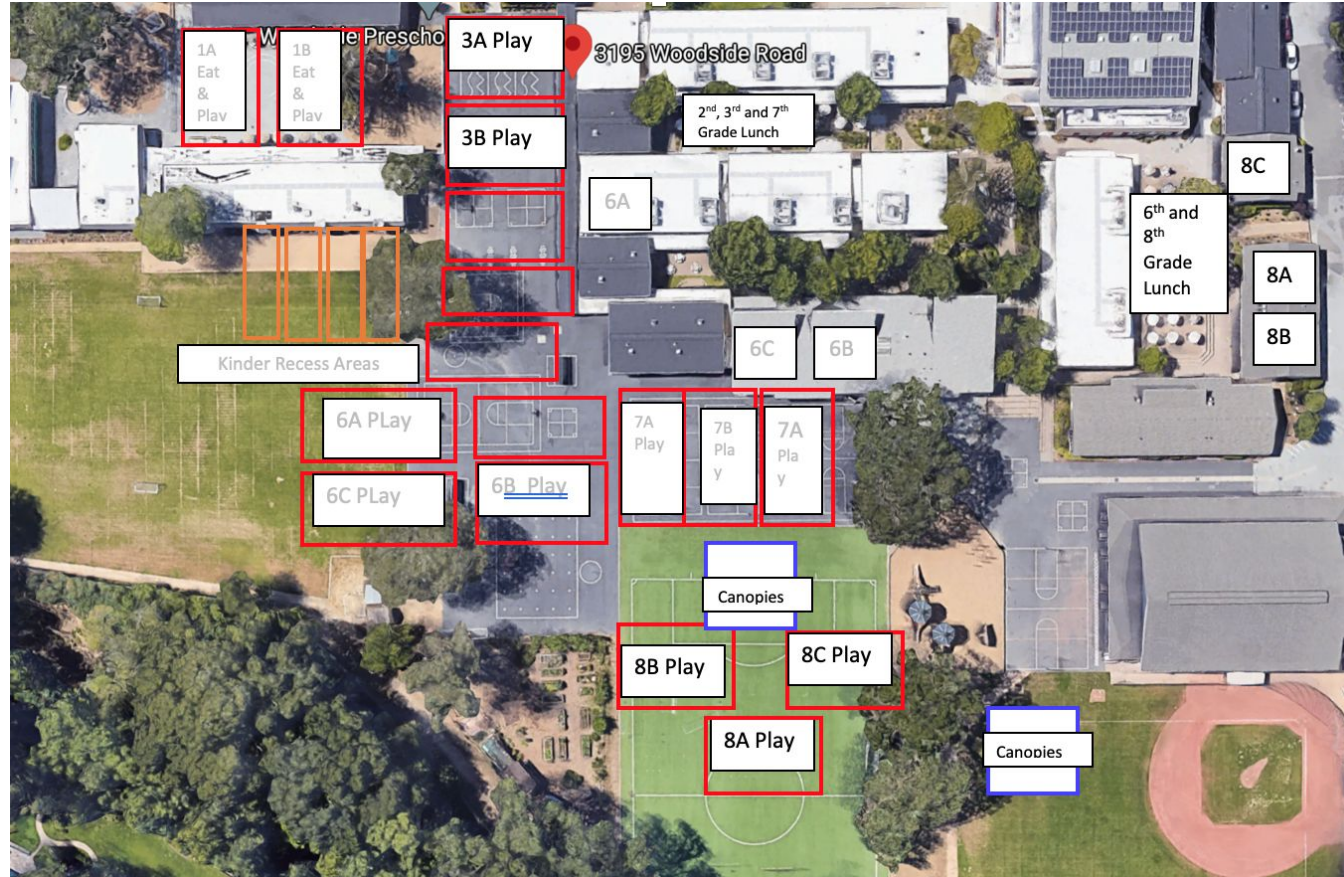 Prescho
3195 Woodside Road
1A
Eat
&
Play
1B
Eat
&
Play
3A Play
3B Play
2nd, 3rd and 7th
Grade Lunch
6A
8C
6th and
8th
Grade
Lunch
8A
8B
6C
6B
Kinder Recess Areas
6A PLay
6C PLay
6B Play
7A
Play
7B
Pla
y
7A
Pla
y
Canopies
8B Play
8C Play
8A Play
Canopies